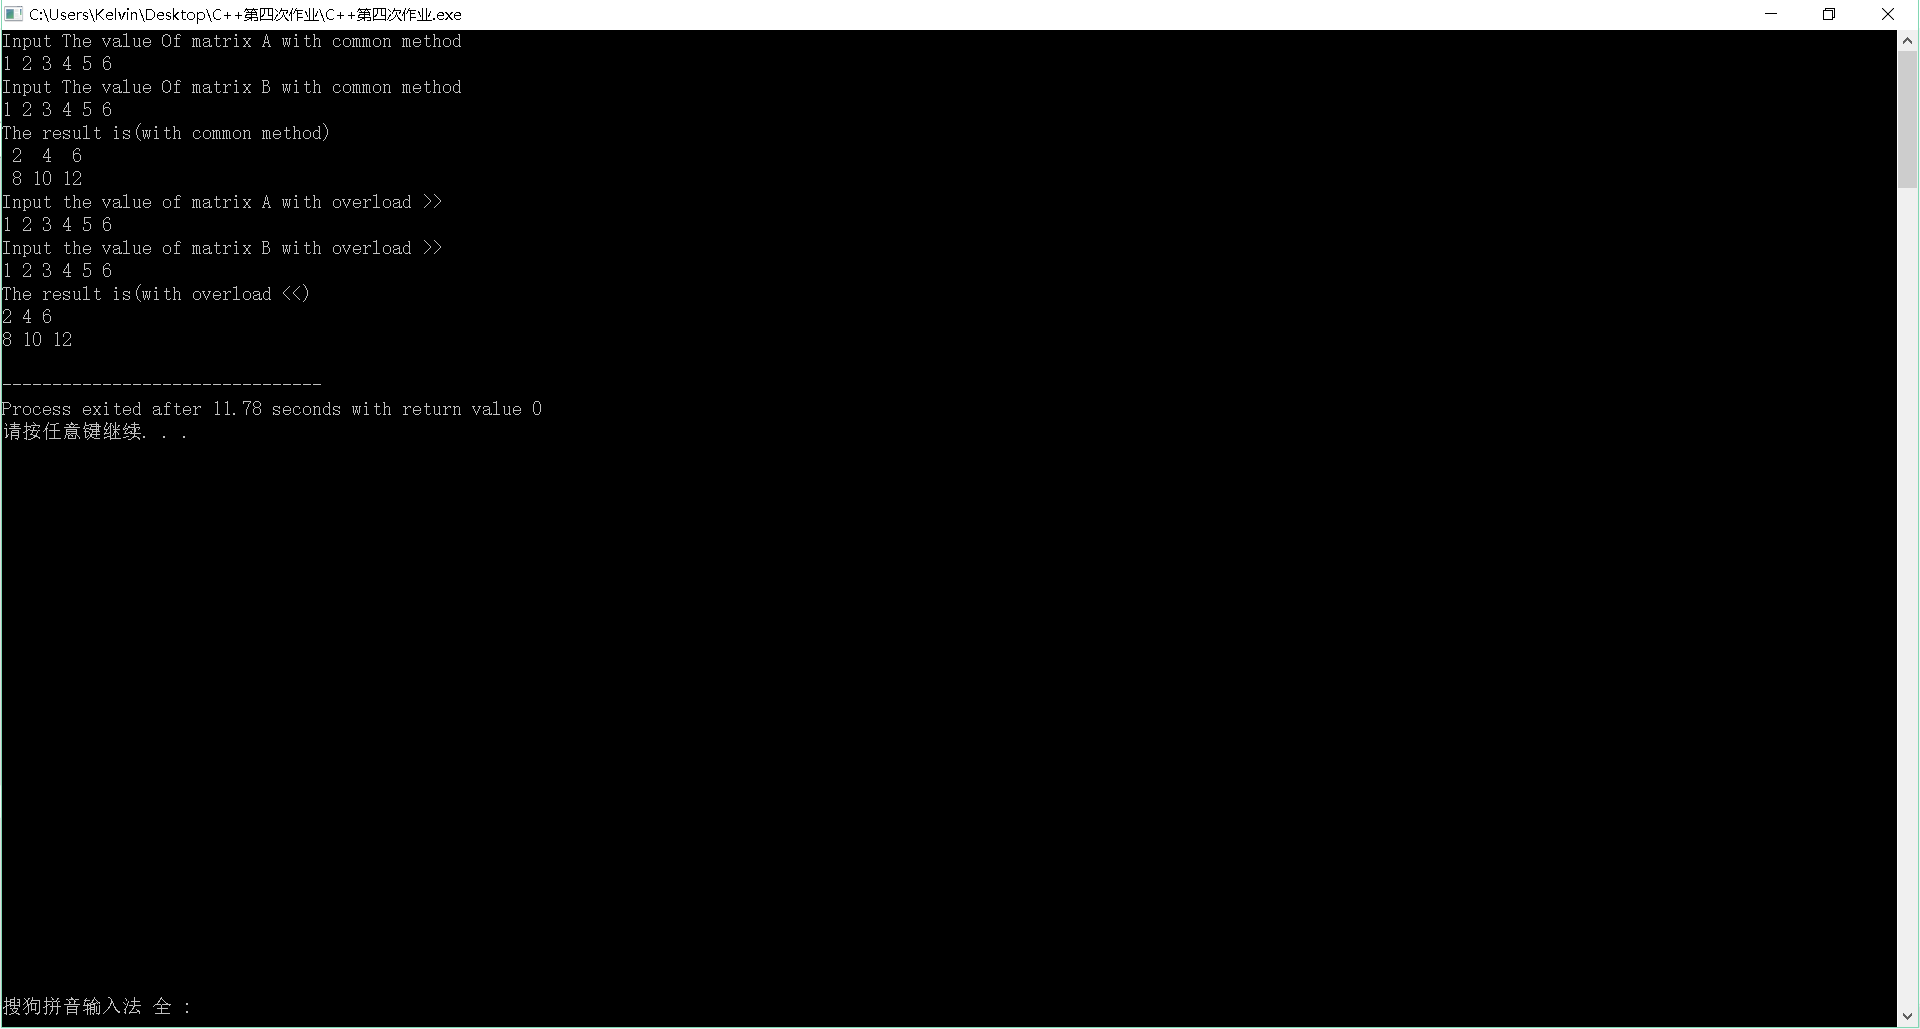 C:\Users\Kelvin\Desktop\C++第四次作业\C++第四次作业.exe
Input The value Of matrix A with common method
1 2 3 4 5 6
Input The value Of matrix B with common method
1 2 3 4 5 6
The result is(with common method)
 2  4  6
 8 10 12
Input the value of matrix A with overload >>
1 2 3 4 5 6
Input the value of matrix B with overload >>
1 2 3 4 5 6
The result is(with overload <<)
2 4 6
8 10 12
--------------------------------
Process exited after 11.78 seconds with return value 0
请按任意键继续. . .
搜狗拼音输入法 全 :